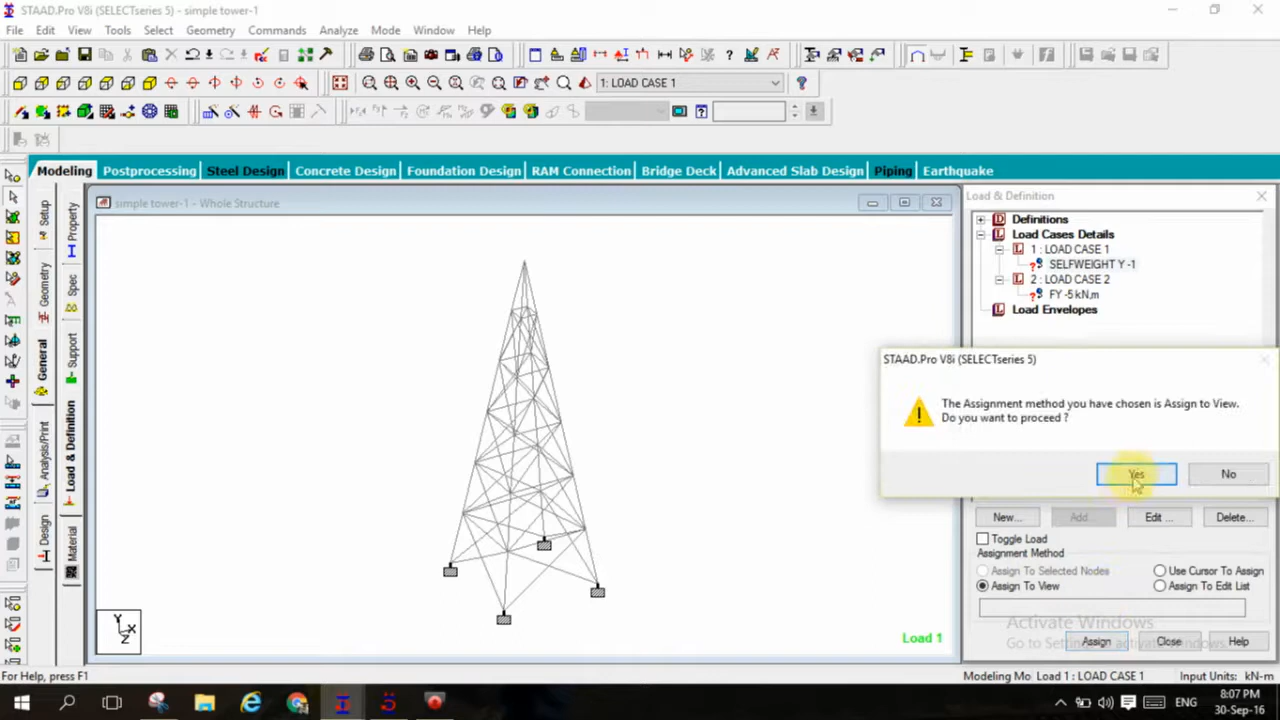 STAAD.Pro V8i (SELECTseries 5) - simple tower-1
File Edit View Tools Select Geometry Commands Analyze Mode Window Help
1: LOAD CASE 1
Modeling Postprocessing Steel Design Concrete Design Foundation Design RAM Connection Bridge Deck Advanced Slab Design Piping Earthquake
simple tower-1 - Whole Structure
Setup
Geometry
General
Analysis/Print
Design
Property
Spec
Support
Load & Definition
Material
Y
Z
Load 1
Load & Definition
Definitions
Load Cases Details
1 : LOAD CASE 1
SELFWEIGHT Y -1
2 : LOAD CASE 2
FY -5 kN,m
Load Envelopes
STAAD.Pro V8i (SELECTseries 5)
The Assignment method you have chosen is Assign to View.
Do you want to proceed ?
Yes No
New... Add... Edit ... Delete...
Toggle Load
Assignment Method
Assign To Selected Nodes Use Cursor To Assign
Assign To View Assign To Edit List
Activate Windows
Go to Settings to activate Windows.
Assign Close Help
For Help, press F1 Modeling Mo Load 1 : LOAD CASE 1 Input Units: kN-m
ENG
8:07 PM
30-Sep-16